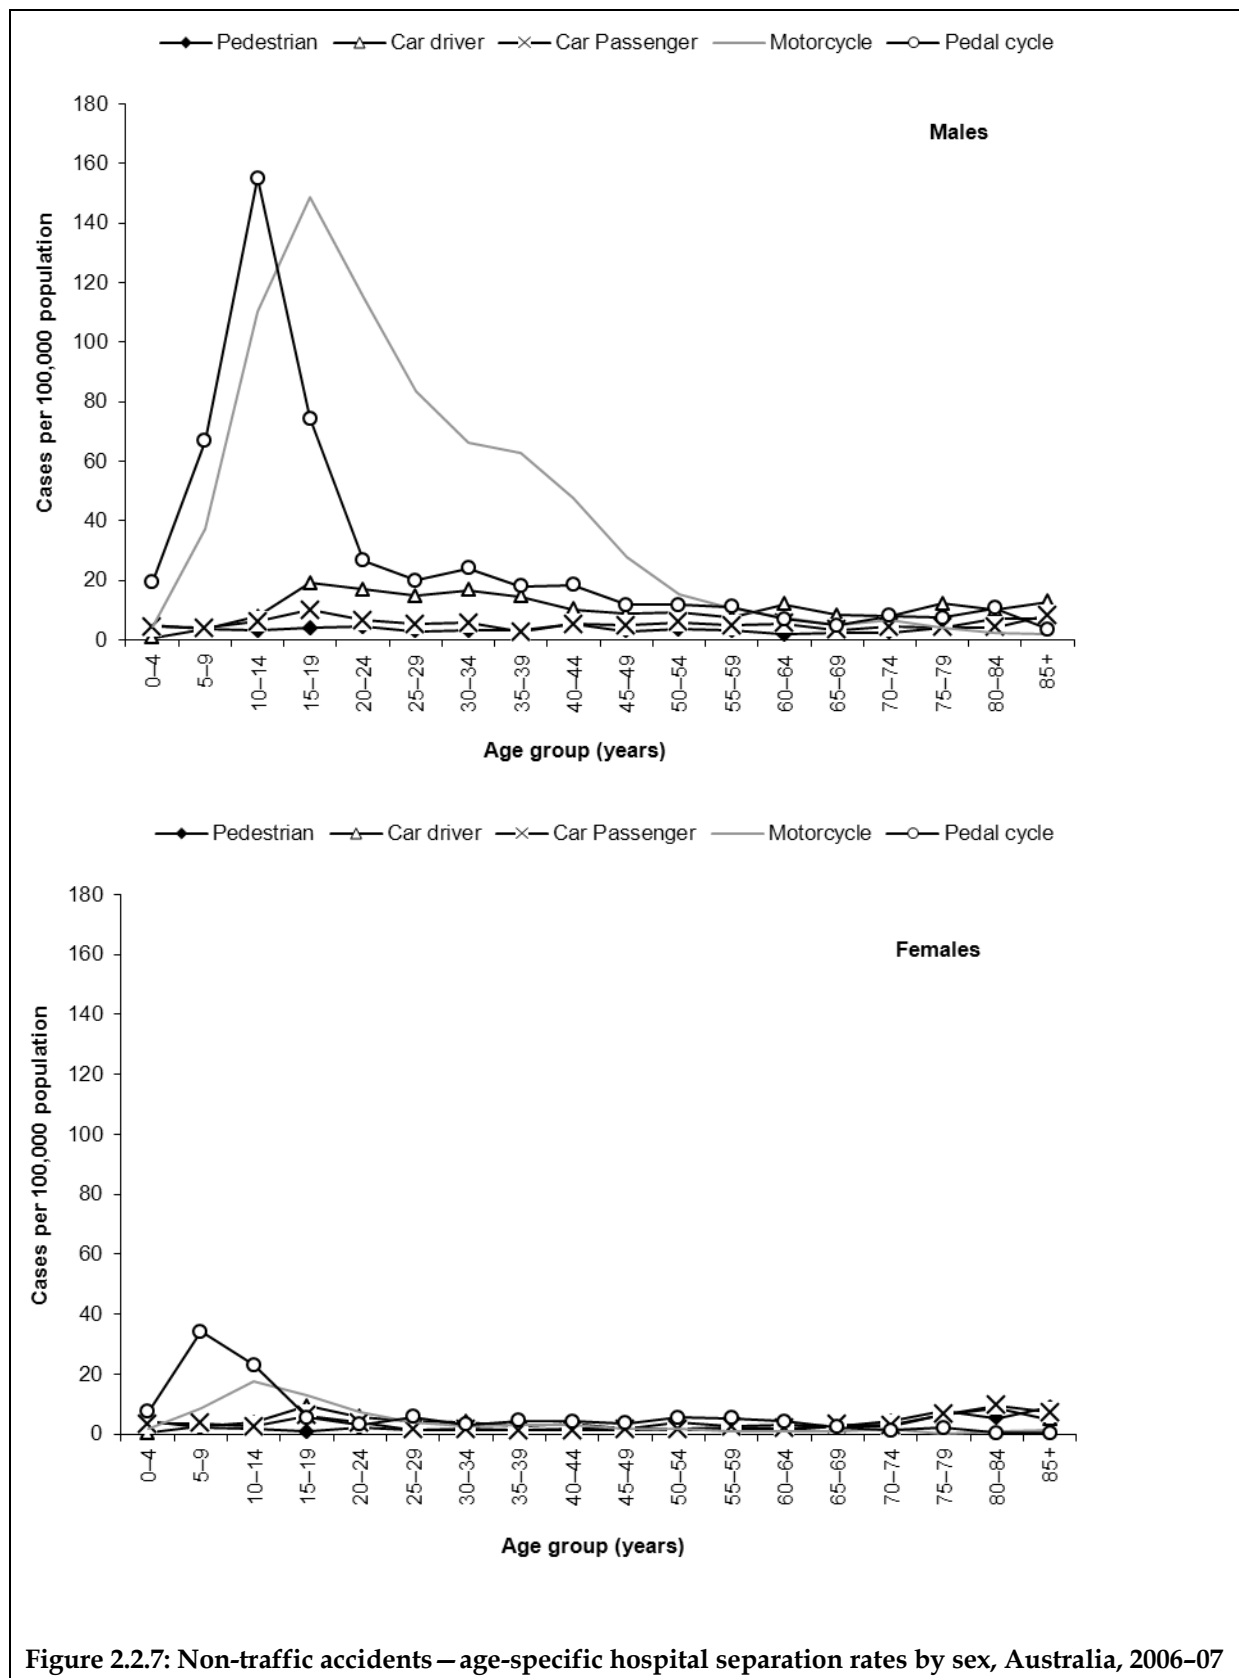 Pedestrian Car driver Car Passenger Motorcycle Pedal cycle
Males
Cases per 100,000 population
180
160
140
120
100
80
60
40
20
0
0–4 5–9 10–14 15–19 20–24 25–29 30–34 35–39 40–44 45–49 50–54 55–59 60–64 65–69 70–74 75–79 80–84 85+
Age group (years)
Pedestrian Car driver Car Passenger Motorcycle Pedal cycle
Females
Cases per 100,000 population
180
160
140
120
100
80
60
40
20
0
0–4 5–9 10–14 15–19 20–24 25–29 30–34 35–39 40–44 45–49 50–54 55–59 60–64 65–69 70–74 75–79 80–84 85+
Age group (years)
Figure 2.2.7: Non-traffic accidents—age-specific hospital separation rates by sex, Australia, 2006–07